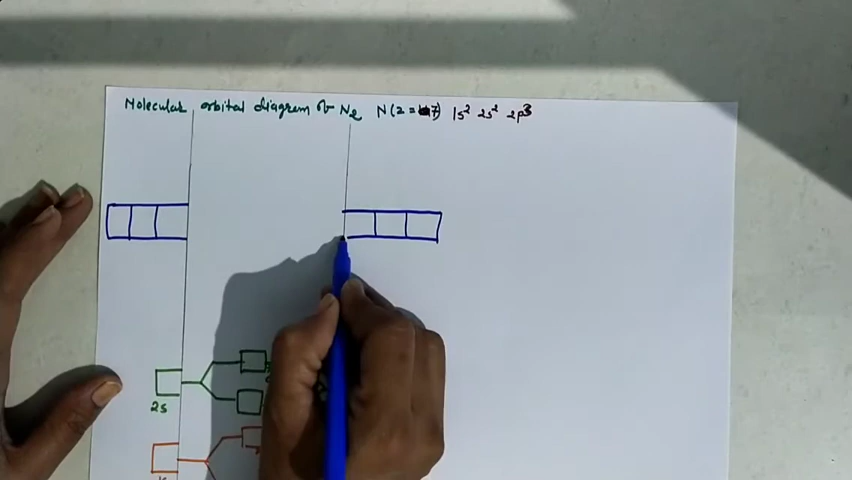 Molecular orbital diagram of N₂ N(Z=7) 1s² 2s² 2p³
2s